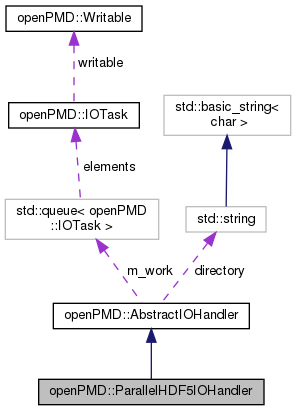 openPMD::Writable
writable
openPMD::IOTask
std::basic_string<
char >
elements
std::queue< openPMD
::IOTask >
std::string
m_work
directory
openPMD::AbstractIOHandler
openPMD::ParallelHDF5IOHandler